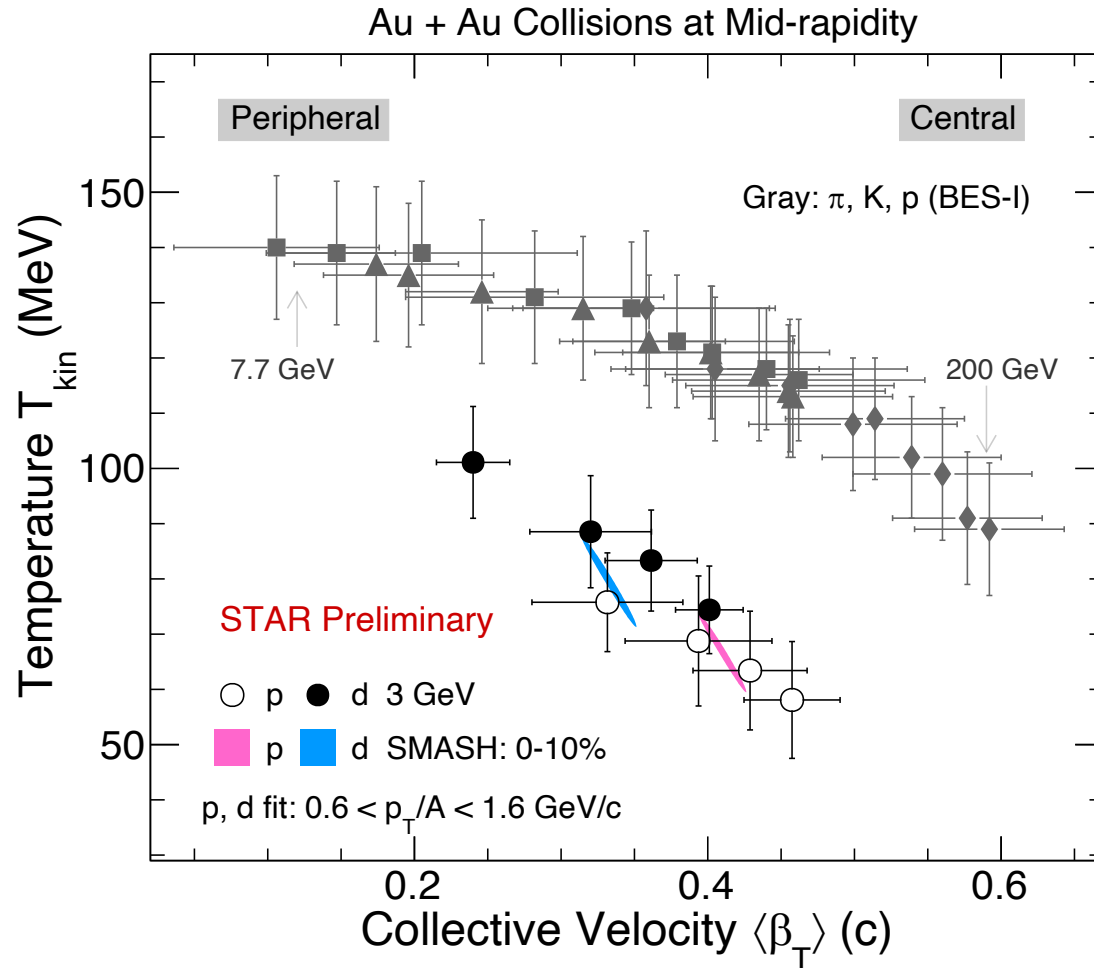 Au + Au Collisions at Mid-rapidity
Peripheral
Central
Gray: π, K, p (BES-I)
150
100
50
7.7 GeV
200 GeV
STAR Preliminary
p d 3 GeV
p d SMASH: 0-10%
p, d fit: 0.6 < p_T/A < 1.6 GeV/c
0.2 0.4 0.6
Collective Velocity ⟨β_T⟩ (c)
Temperature T_kin (MeV)